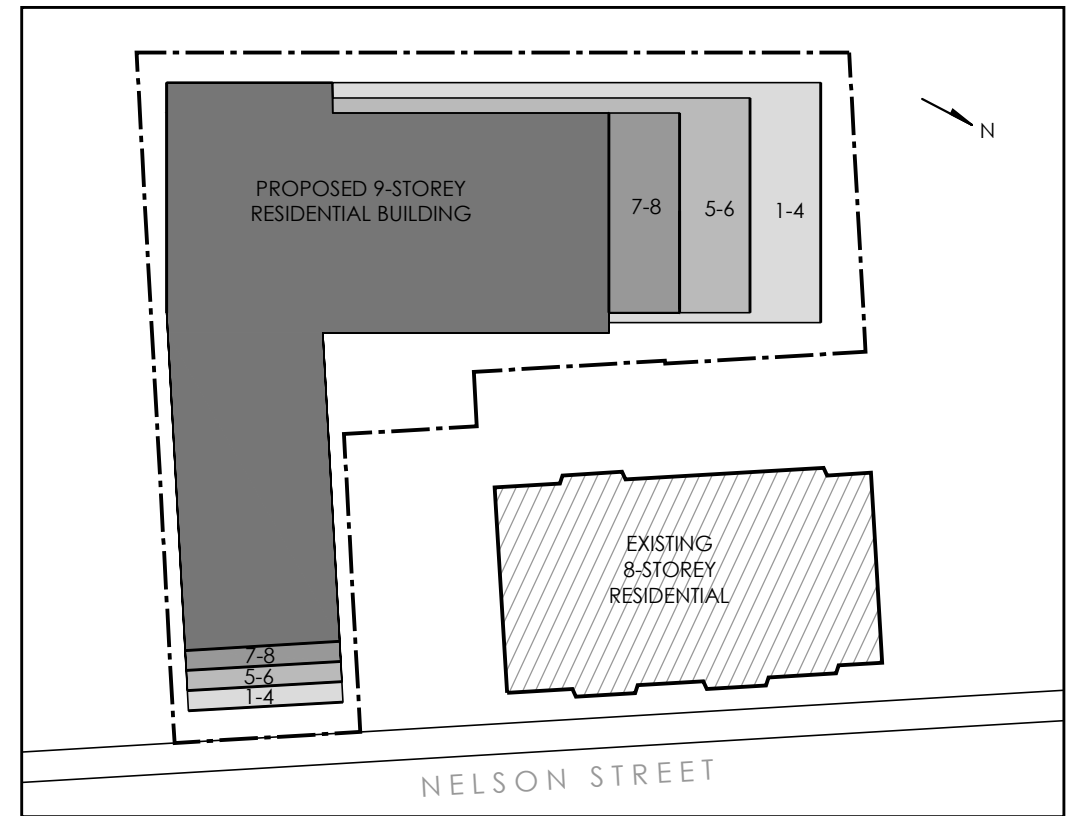 N
PROPOSED 9-STOREY
RESIDENTIAL BUILDING
7-8
5-6
1-4
EXISTING
8-STOREY
RESIDENTIAL
7-8
5-6
1-4
NELSON STREET